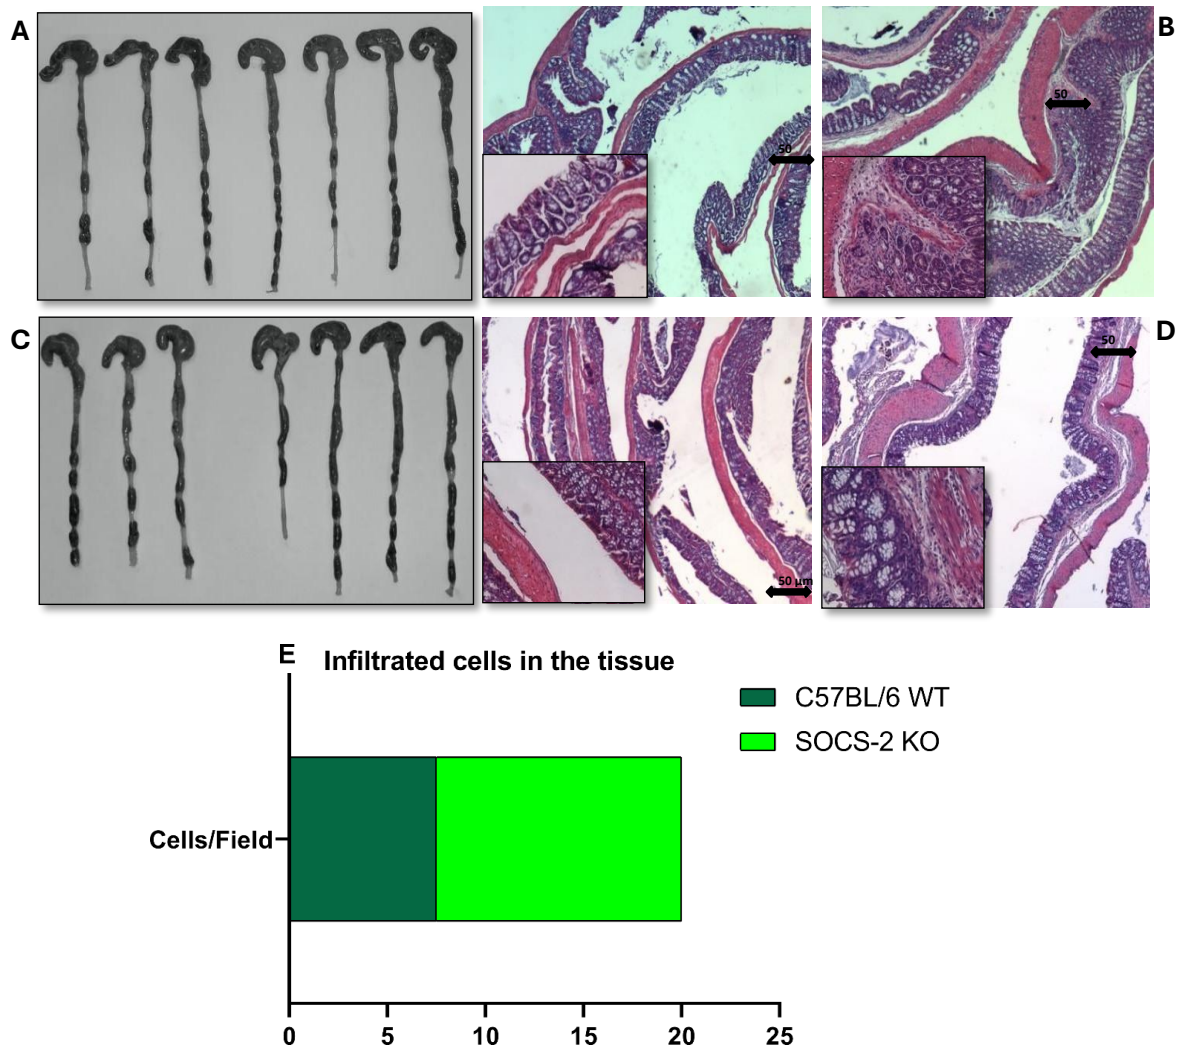 A
B
50
50
C
D
50
50 μm
E
Infiltrated cells in the tissue
C57BL/6 WT
SOCS-2 KO
Cells/Field
0 5 10 15 20 25